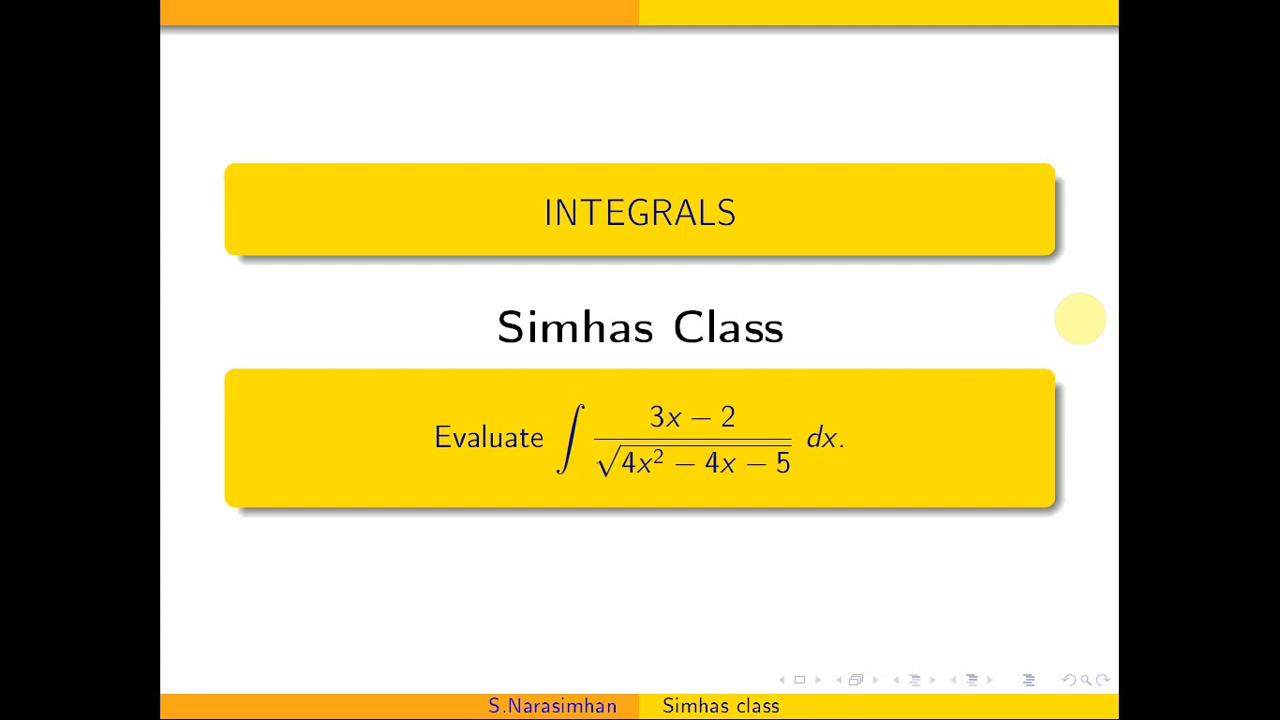 INTEGRALS
Simhas Class
Evaluate ∫ (3x − 2)/√(4x² − 4x − 5) dx.
S.Narasimhan Simhas class